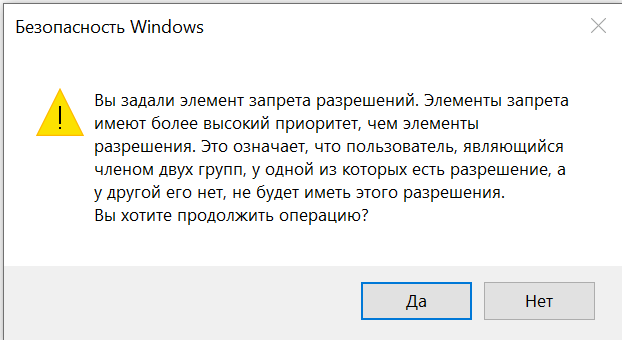 Безопасность Windows
Вы задали элемент запрета разрешений. Элементы запрета
имеют более высокий приоритет, чем элементы
разрешения. Это означает, что пользователь, являющийся
членом двух групп, у одной из которых есть разрешение, а
у другой его нет, не будет иметь этого разрешения.
Вы хотите продолжить операцию?
Да
Нет